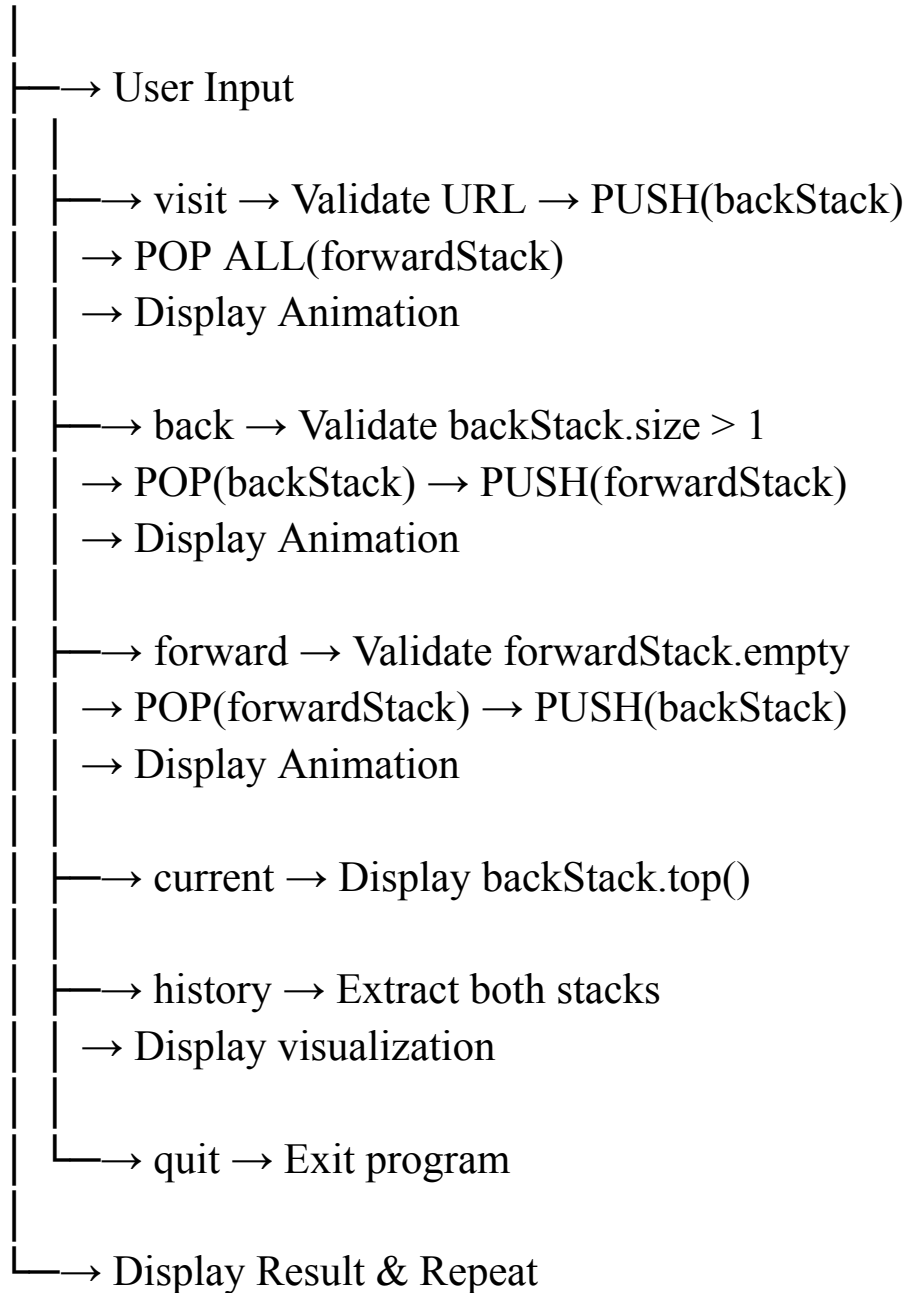 → User Input
→ visit → Validate URL → PUSH(backStack)
→ POP ALL(forwardStack)
→ Display Animation
→ back → Validate backStack.size > 1
→ POP(backStack) → PUSH(forwardStack)
→ Display Animation
→ forward → Validate forwardStack.empty
→ POP(forwardStack) → PUSH(backStack)
→ Display Animation
→ current → Display backStack.top()
→ history → Extract both stacks
→ Display visualization
→ quit → Exit program
→ Display Result & Repeat